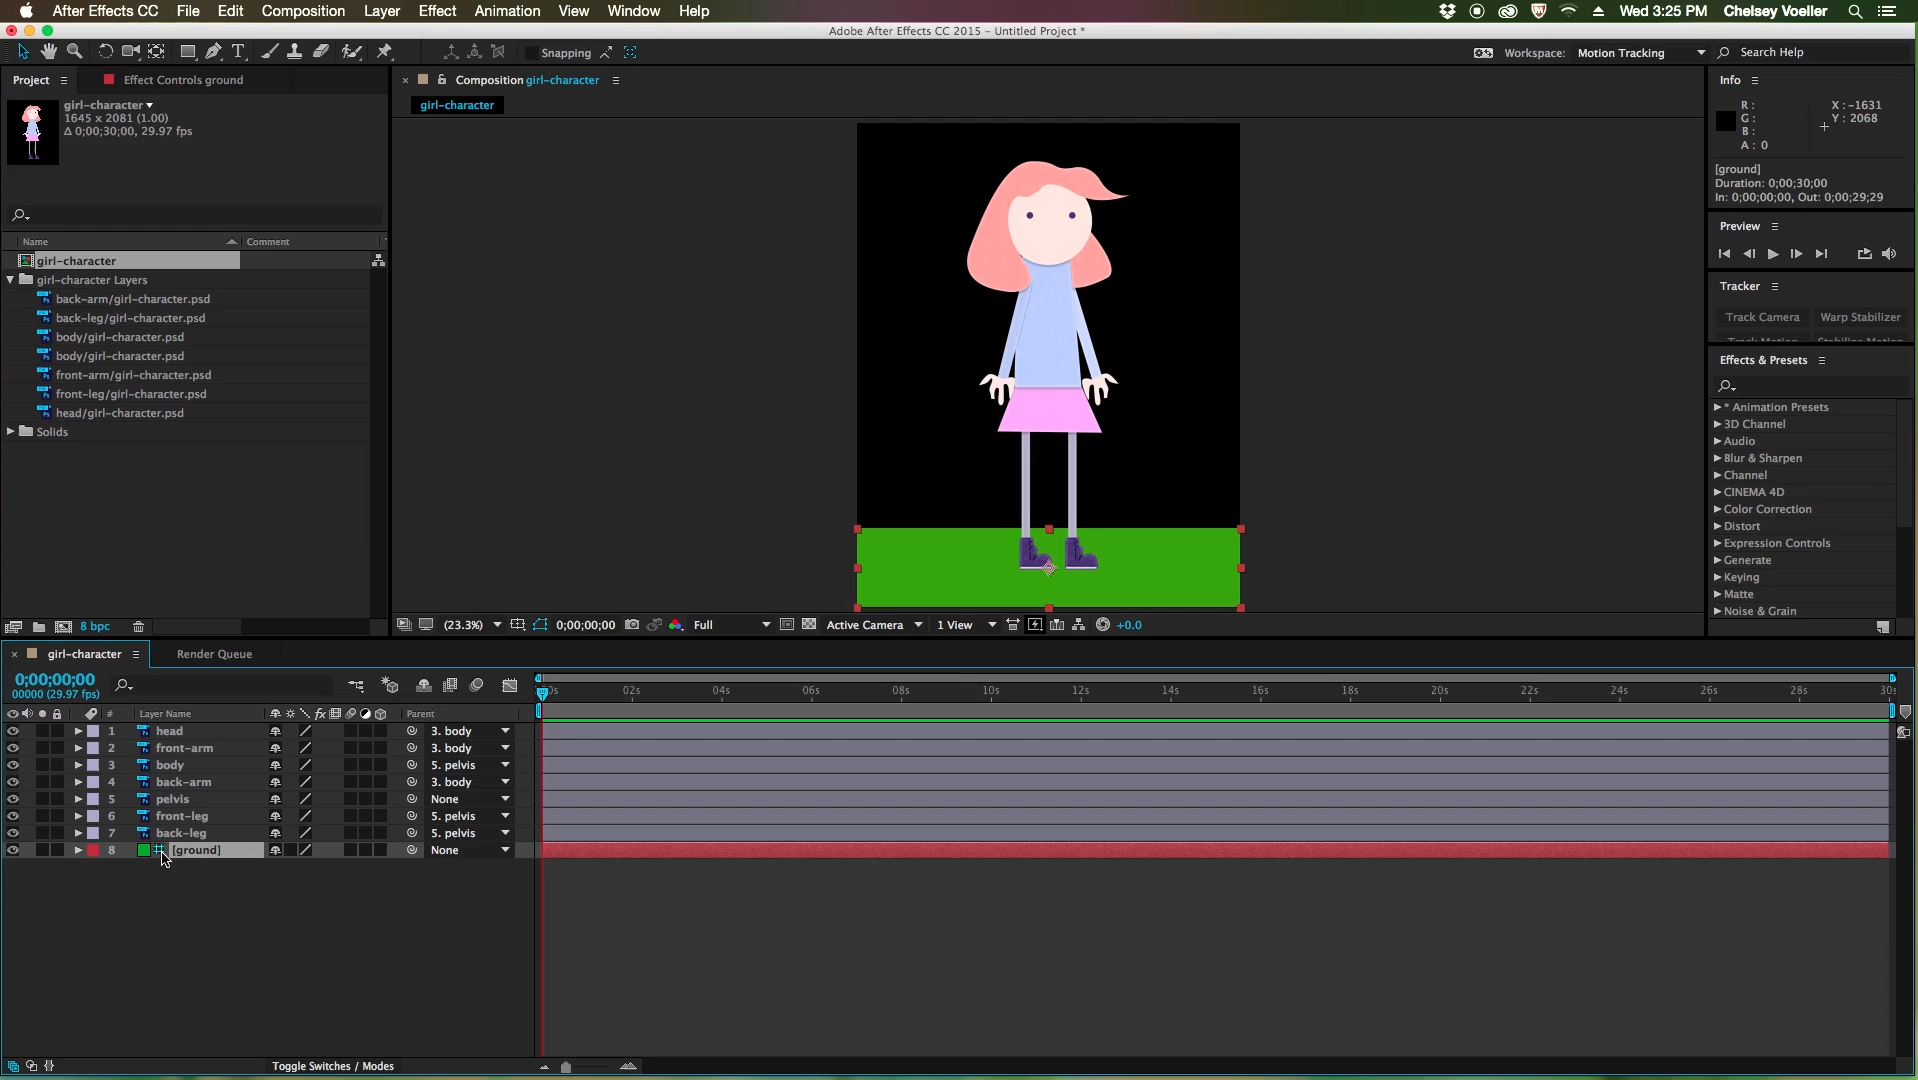 After Effects CC File Edit Composition Layer Effect Animation View Window Help Wed 3:25 PM Chelsey Voeller
Adobe After Effects CC 2015 - Untitled Project *
T Snapping Workspace: Motion Tracking Search Help
Project Effect Controls ground Composition girl-character Info
girl-character
girl-character
1645 x 2081 (1.00)
Δ 0;00;30;00, 29.97 fps
R :
G :
B :
A : 0
X : -1631
Y : 2068
[ground]
Duration: 0;00;30;00
In: 0;00;00;00, Out: 0;00;29;29
Preview
Tracker
Track Camera Warp Stabilizer
Track Motion Stabilize Motion
Effects & Presets
* Animation Presets
3D Channel
Audio
Blur & Sharpen
Channel
CINEMA 4D
Color Correction
Distort
Expression Controls
Generate
Keying
Matte
Noise & Grain
Name Comment
girl-character
girl-character Layers
back-arm/girl-character.psd
back-leg/girl-character.psd
body/girl-character.psd
body/girl-character.psd
front-arm/girl-character.psd
front-leg/girl-character.psd
head/girl-character.psd
Solids
8 bpc
(23.3%) 0;00;00;00 Full Active Camera 1 View +0.0
girl-character Render Queue
0;00;00;00
00000 (29.97 fps)
02s 04s 06s 08s 10s 12s 14s 16s 18s 20s 22s 24s 26s 28s 30s
# Layer Name fx Parent
1 head 3. body
2 front-arm 3. body
3 body 5. pelvis
4 back-arm 3. body
5 pelvis None
6 front-leg 5. pelvis
7 back-leg 5. pelvis
8 [ground] None
Toggle Switches / Modes